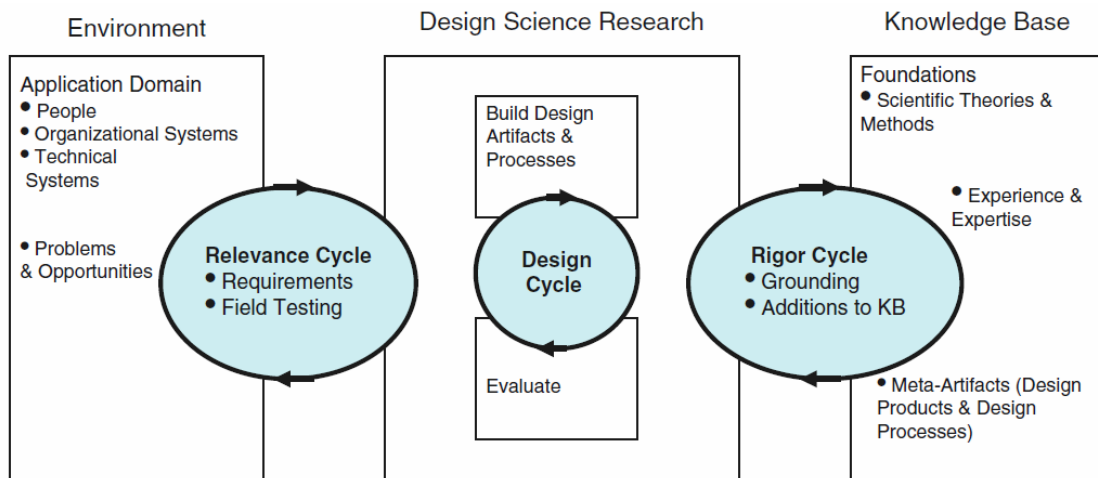 Environment
Design Science Research
Knowledge Base
Application Domain
• People
• Organizational Systems
• Technical
Systems
• Problems
& Opportunities
Relevance Cycle
• Requirements
• Field Testing
Build Design
Artifacts &
Processes
Design
Cycle
Evaluate
Rigor Cycle
• Grounding
• Additions to KB
Foundations
• Scientific Theories &
Methods
• Experience &
Expertise
• Meta-Artifacts (Design
Products & Design
Processes)